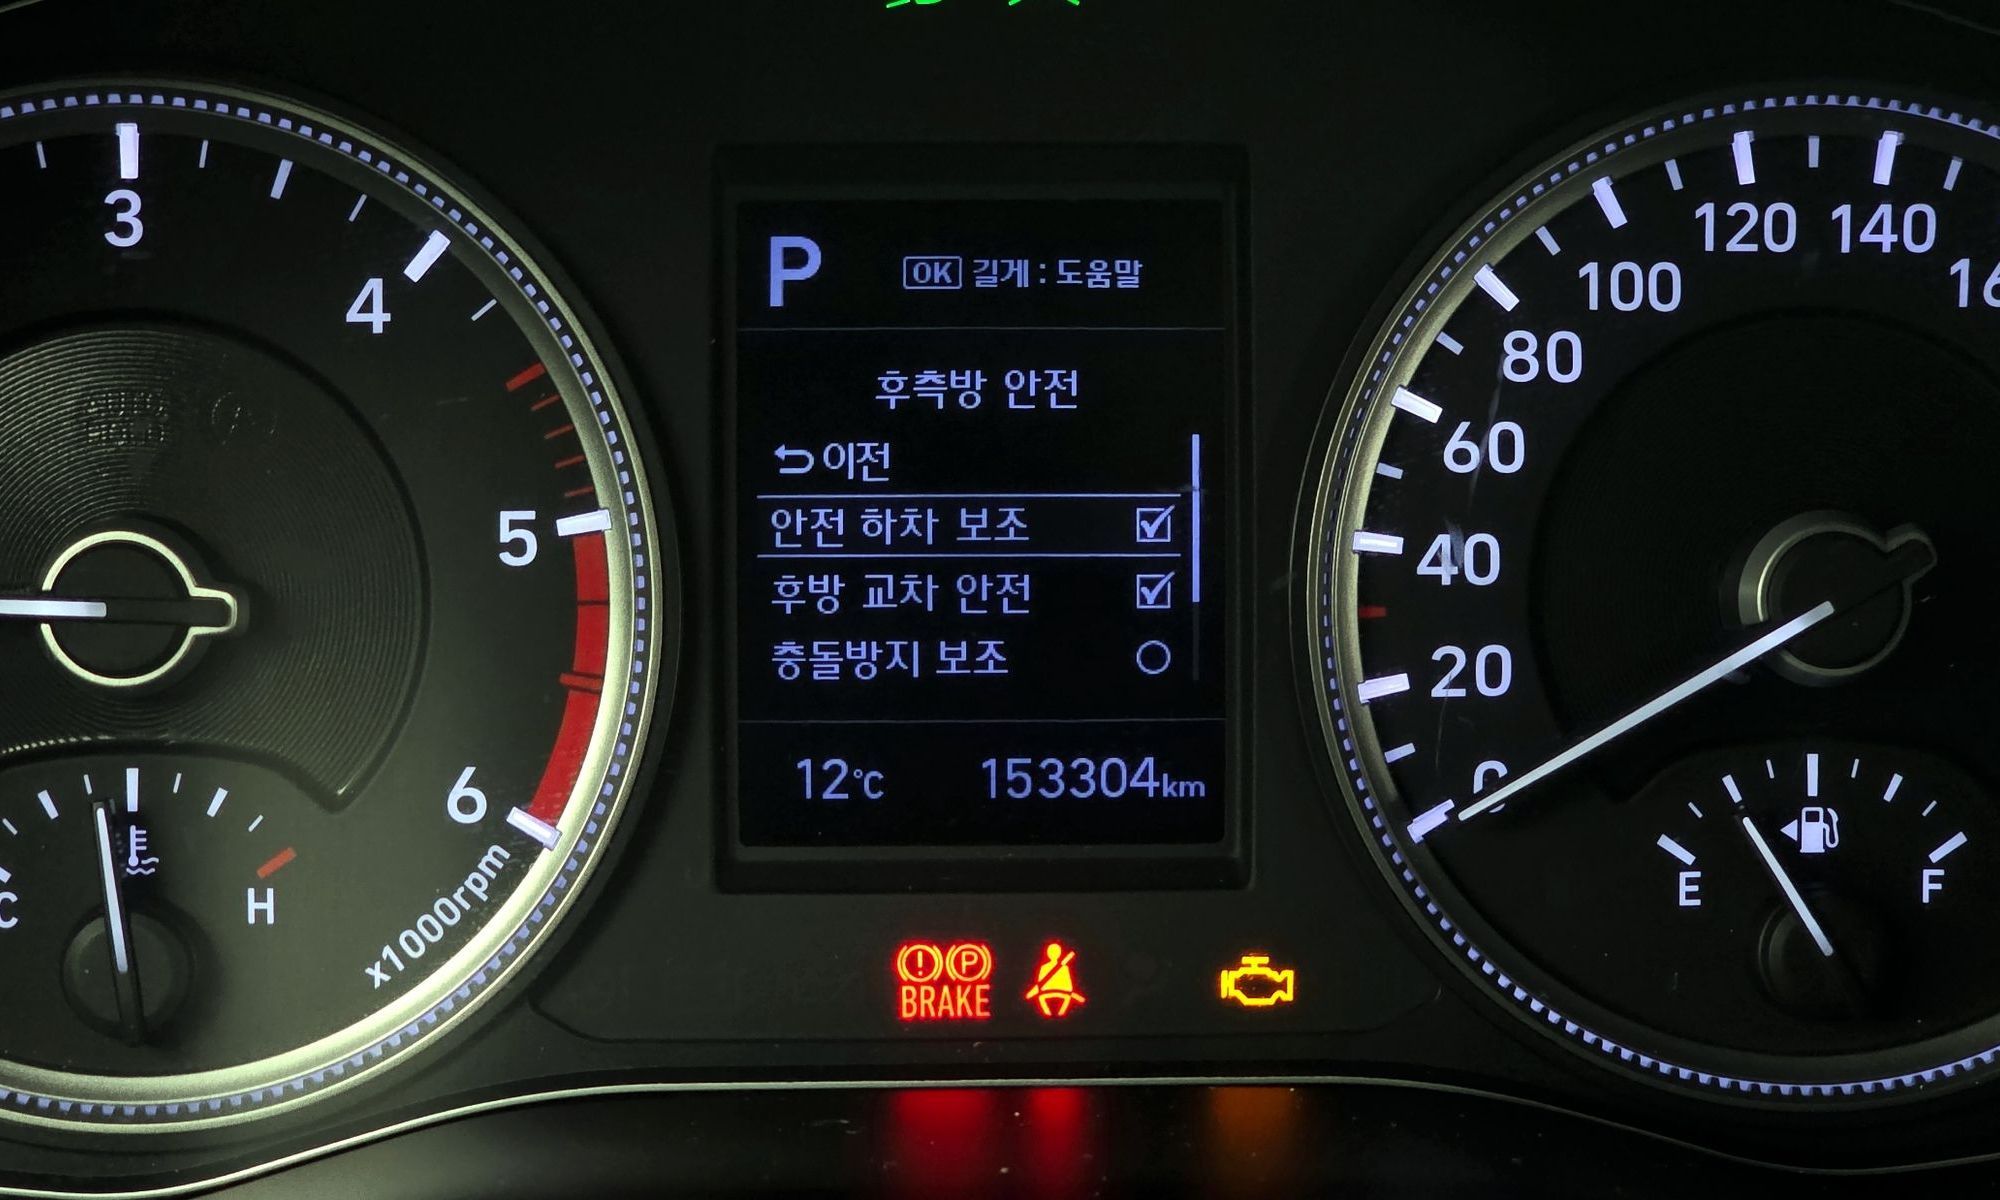 3
4
5
6
x1000rpm
C
H
P
OK 길게 : 도움말
후측방 안전
이전
안전 하차 보조
후방 교차 안전
충돌방지 보조
12℃ 153304km
BRAKE
0
20
40
60
80
100
120
140
E
F